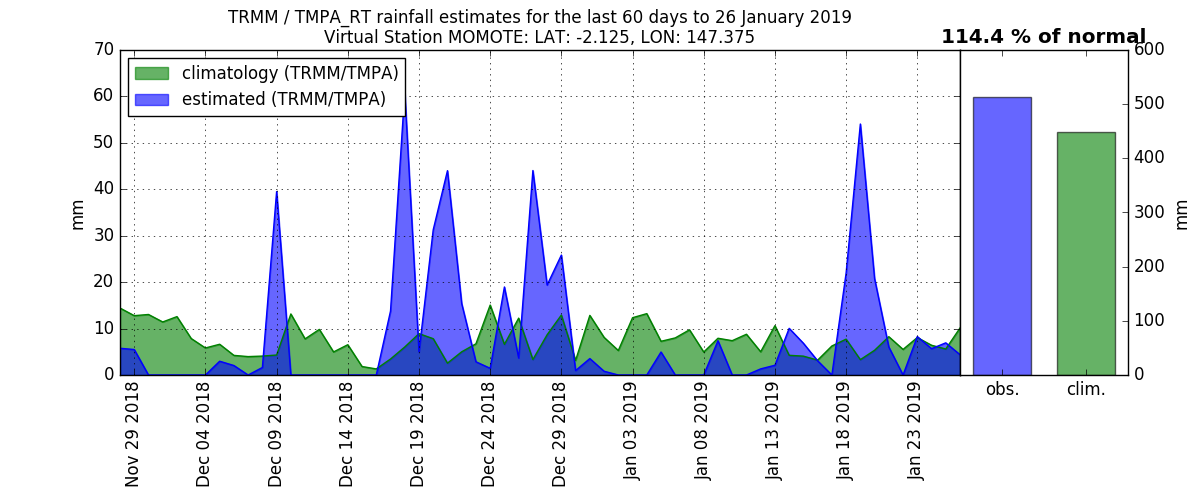 TRMM / TMPA_RT rainfall estimates for the last 60 days to 26 January 2019
Virtual Station MOMOTE: LAT: -2.125, LON: 147.375
114.4 % of normal
climatology (TRMM/TMPA)
estimated (TRMM/TMPA)
70
60
50
40
30
20
10
0
mm
Nov 29 2018
Dec 04 2018
Dec 09 2018
Dec 14 2018
Dec 19 2018
Dec 24 2018
Dec 29 2018
Jan 03 2019
Jan 08 2019
Jan 13 2019
Jan 18 2019
Jan 23 2019
obs.
clim.
600
500
400
300
200
100
0
mm